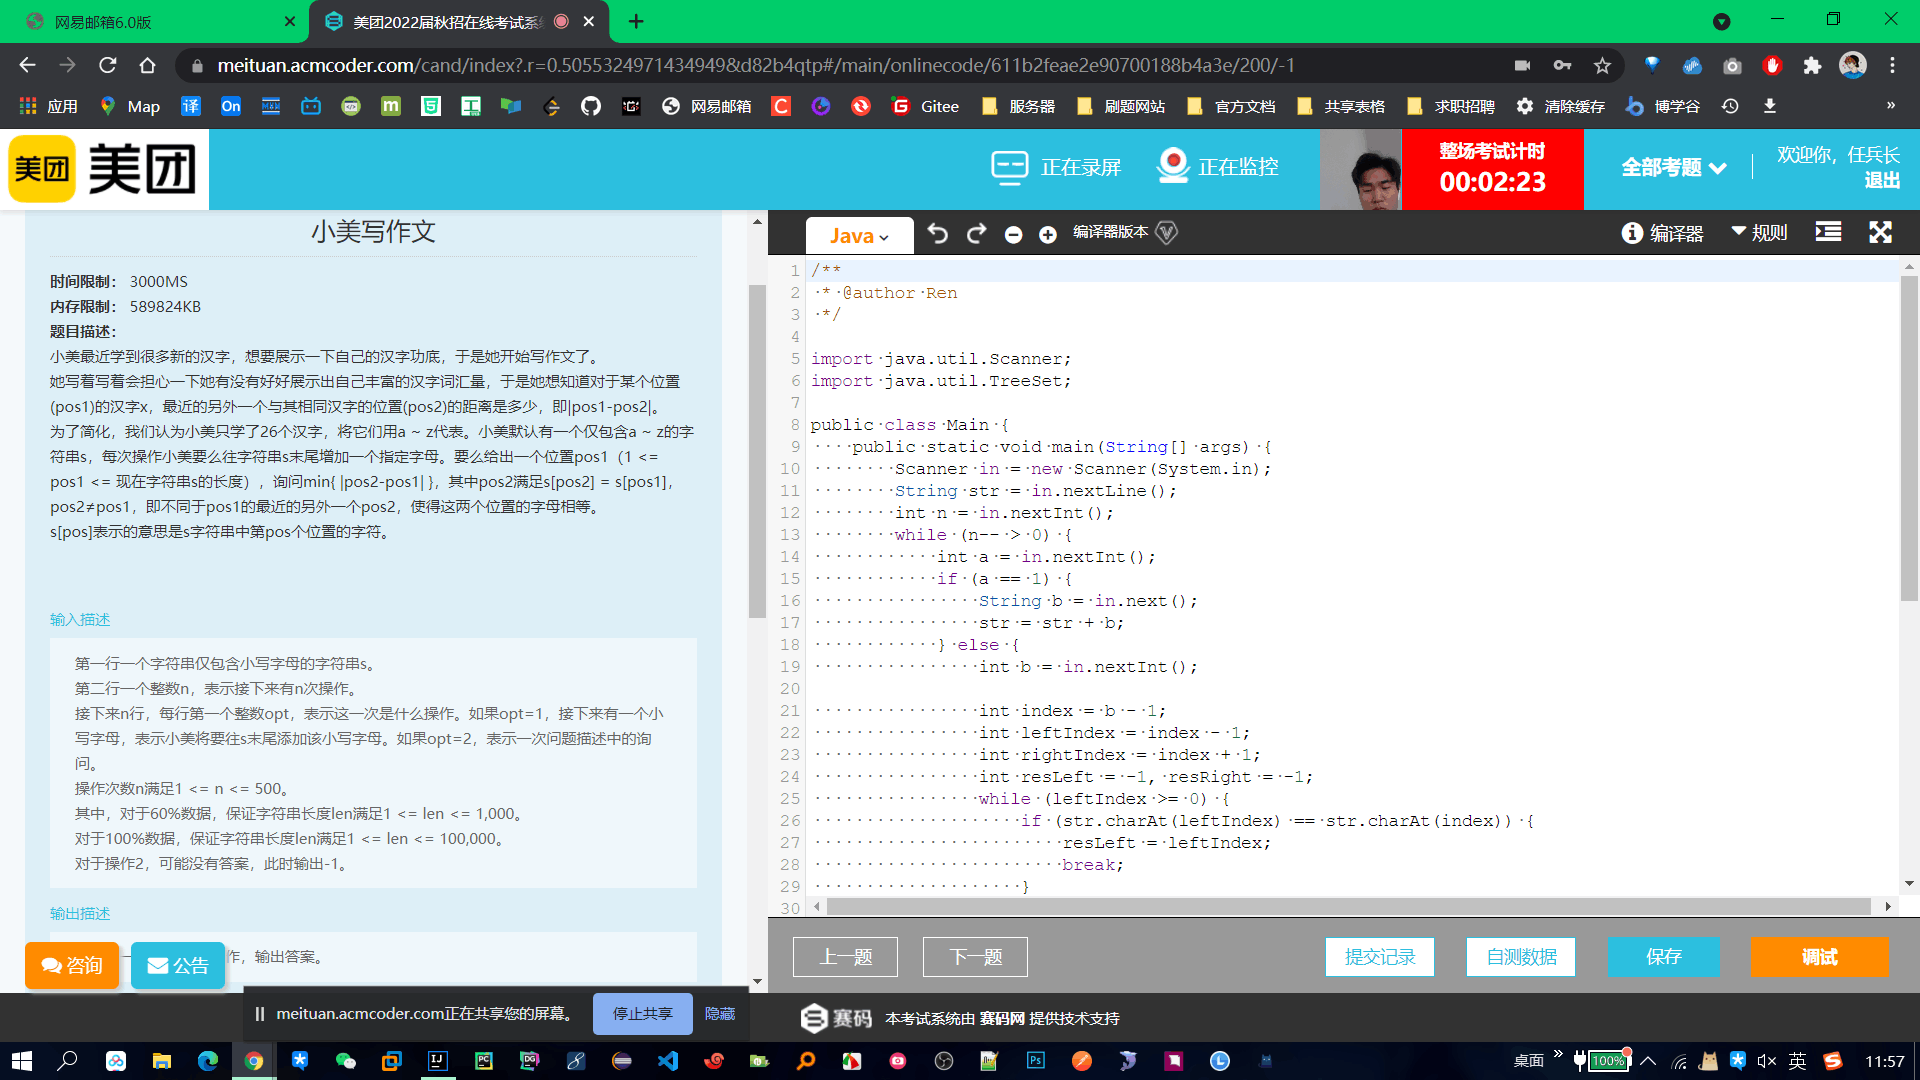 网易邮箱6.0版
美团2022届秋招在线考试系统
meituan.acmcoder.com/cand/index?.r=0.5055324971434949&d82b4qtp#/main/onlinecode/611b2feae2e90700188b4a3e/200/-1
应用 Map 译 On 网易邮箱 Gitee 服务器 刷题网站 官方文档 共享表格 求职招聘 清除缓存 博学谷 »
美团 美团
正在录屏
正在监控
整场考试计时
00:02:23
全部考题
欢迎你，任兵长
退出
小美写作文
时间限制： 3000MS
内存限制： 589824KB
题目描述：
小美最近学到很多新的汉字，想要展示一下自己的汉字功底，于是她开始写作文了。
她写着写着会担心一下她有没有好好展示出自己丰富的汉字词汇量，于是她想知道对于某个位置
(pos1)的汉字x，最近的另外一个与其相同汉字的位置(pos2)的距离是多少，即|pos1-pos2|。
为了简化，我们认为小美只学了26个汉字，将它们用a ~ z代表。小美默认有一个仅包含a ~ z的字
符串s，每次操作小美要么往字符串s末尾增加一个指定字母。要么给出一个位置pos1（1 <=
pos1 <= 现在字符串s的长度），询问min{ |pos2-pos1| }，其中pos2满足s[pos2] = s[pos1]，
pos2≠pos1，即不同于pos1的最近的另外一个pos2，使得这两个位置的字母相等。
s[pos]表示的意思是s字符串中第pos个位置的字符。
输入描述
第一行一个字符串仅包含小写字母的字符串s。
第二行一个整数n，表示接下来有n次操作。
接下来n行，每行第一个整数opt，表示这一次是什么操作。如果opt=1，接下来有一个小
写字母，表示小美将要往s末尾添加该小写字母。如果opt=2，表示一次问题描述中的询
问。
操作次数n满足1 <= n <= 500。
其中，对于60%数据，保证字符串长度len满足1 <= len <= 1,000。
对于100%数据，保证字符串长度len满足1 <= len <= 100,000。
对于操作2，可能没有答案，此时输出-1。
输出描述
作，输出答案。
咨询
公告
Java
编译器版本
编译器
规则
1 /**
2  * @author Ren
3  */
4
5 import java.util.Scanner;
6 import java.util.TreeSet;
7
8 public class Main {
9     public static void main(String[] args) {
10         Scanner in = new Scanner(System.in);
11         String str = in.nextLine();
12         int n = in.nextInt();
13         while (n-- > 0) {
14             int a = in.nextInt();
15             if (a == 1) {
16                 String b = in.next();
17                 str = str + b;
18             } else {
19                 int b = in.nextInt();
20
21                 int index = b - 1;
22                 int leftIndex = index - 1;
23                 int rightIndex = index + 1;
24                 int resLeft = -1, resRight = -1;
25                 while (leftIndex >= 0) {
26                     if (str.charAt(leftIndex) == str.charAt(index)) {
27                         resLeft = leftIndex;
28                         break;
29                     }
30
上一题
下一题
提交记录
自测数据
保存
调试
meituan.acmcoder.com正在共享您的屏幕。
停止共享
隐藏
赛码 本考试系统由 赛码网 提供技术支持
桌面 » 100% 英 11:57